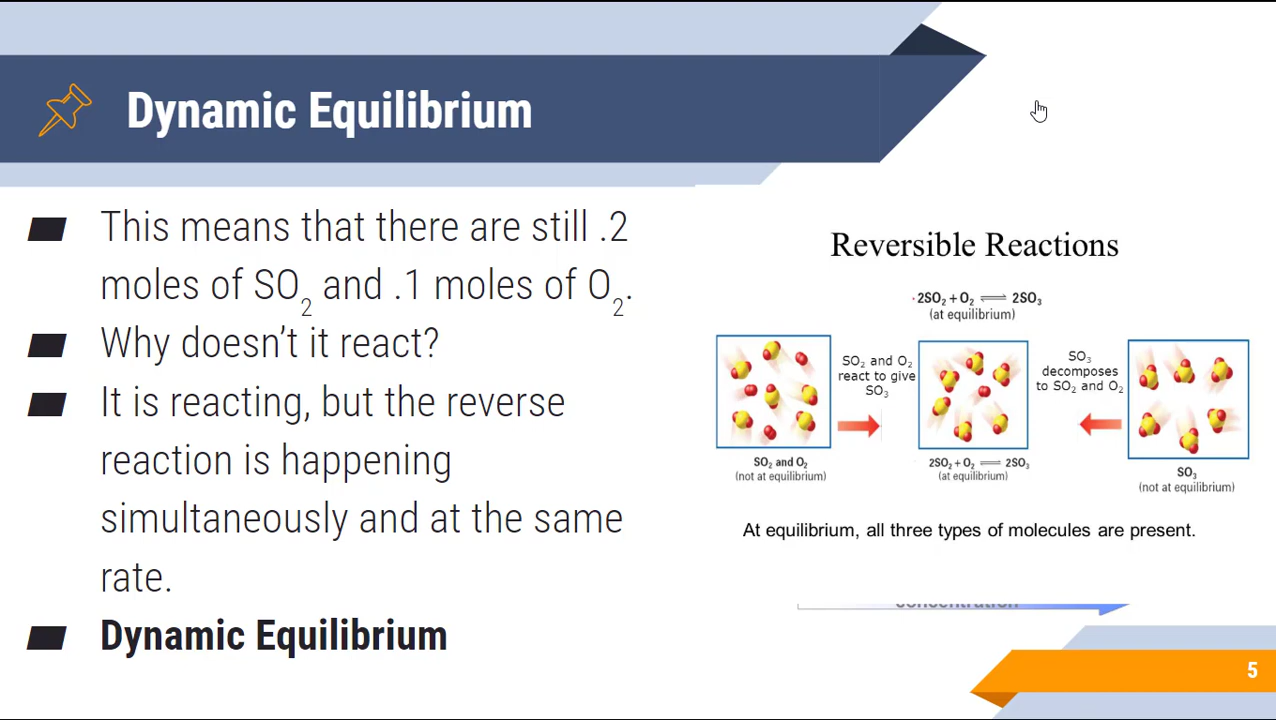 Dynamic Equilibrium
This means that there are still .2
moles of SO₂ and .1 moles of O₂.
Why doesn't it react?
It is reacting, but the reverse
reaction is happening
simultaneously and at the same
rate.
Dynamic Equilibrium
Reversible Reactions
2SO₂ + O₂ ⇌ 2SO₃
(at equilibrium)
SO₂ and O₂
react to give
SO₃
SO₃
decomposes
to SO₂ and O₂
SO₂ and O₂
(not at equilibrium)
2SO₂ + O₂ ⇌ 2SO₃
(at equilibrium)
SO₃
(not at equilibrium)
At equilibrium, all three types of molecules are present.
concentration
5